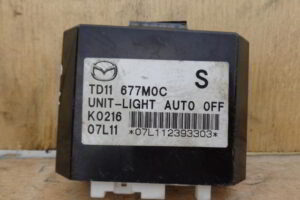 S
TD11 677M0C
UNIT-LIGHT AUTO OFF
K0216
07L11 *07L112393303*